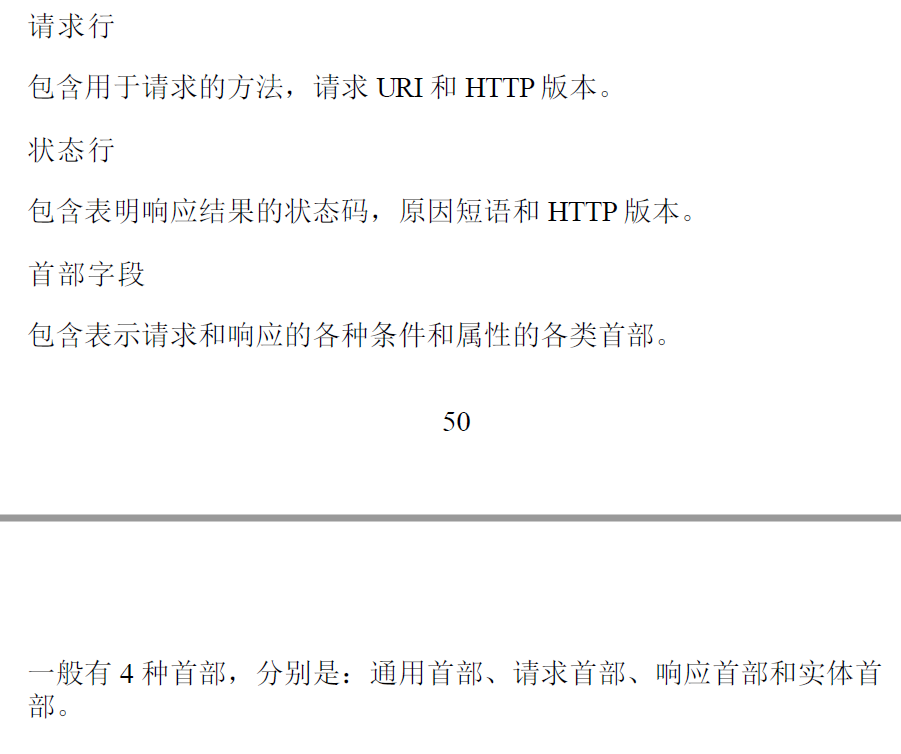 请求行
包含用于请求的方法，请求 URI 和 HTTP 版本。
状态行
包含表明响应结果的状态码，原因短语和 HTTP 版本。
首部字段
包含表示请求和响应的各种条件和属性的各类首部。
50
一般有 4 种首部，分别是：通用首部、请求首部、响应首部和实体首
部。